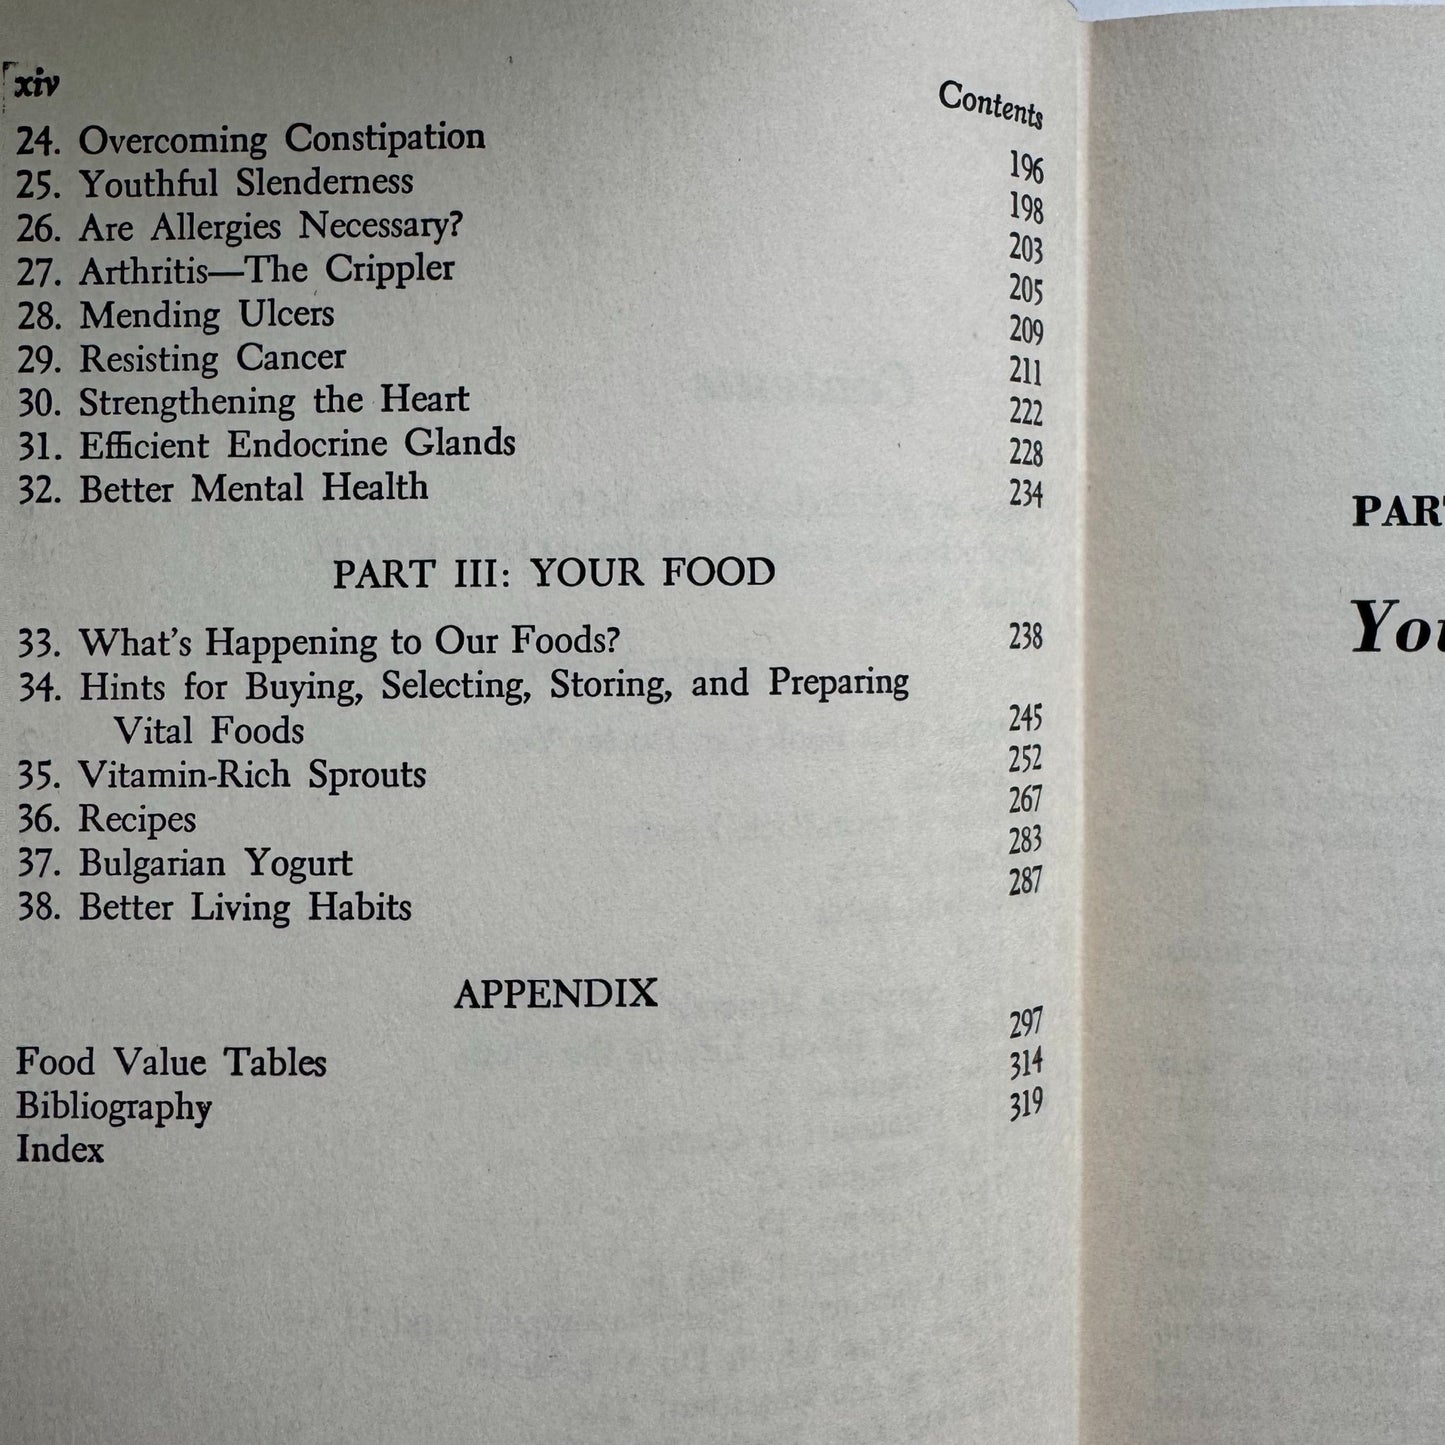 xiv Contents
24. Overcoming Constipation 196
25. Youthful Slenderness 198
26. Are Allergies Necessary? 203
27. Arthritis—The Crippler 205
28. Mending Ulcers 209
29. Resisting Cancer 211
30. Strengthening the Heart 222
31. Efficient Endocrine Glands 228
32. Better Mental Health 234
PART III: YOUR FOOD
33. What's Happening to Our Foods? 238
34. Hints for Buying, Selecting, Storing, and Preparing
Vital Foods 245
35. Vitamin-Rich Sprouts 252
36. Recipes 267
37. Bulgarian Yogurt 283
38. Better Living Habits 287
APPENDIX
Food Value Tables 297
Bibliography 314
Index 319